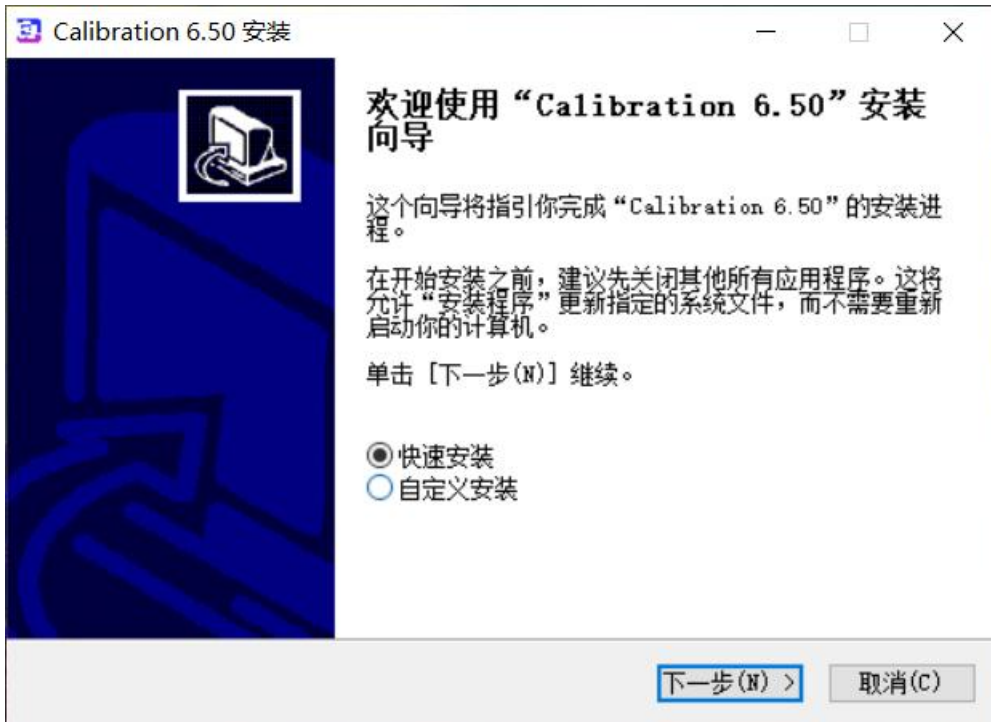 Calibration 6.50 安装
欢迎使用“Calibration 6.50”安装
向导
这个向导将指引你完成“Calibration 6.50”的安装进
程。
在开始安装之前，建议先关闭其他所有应用程序。这将
允许“安装程序”更新指定的系统文件，而不需要重新
启动你的计算机。
单击 [下一步(N)] 继续。
快速安装
自定义安装
下一步(N) >
取消(C)